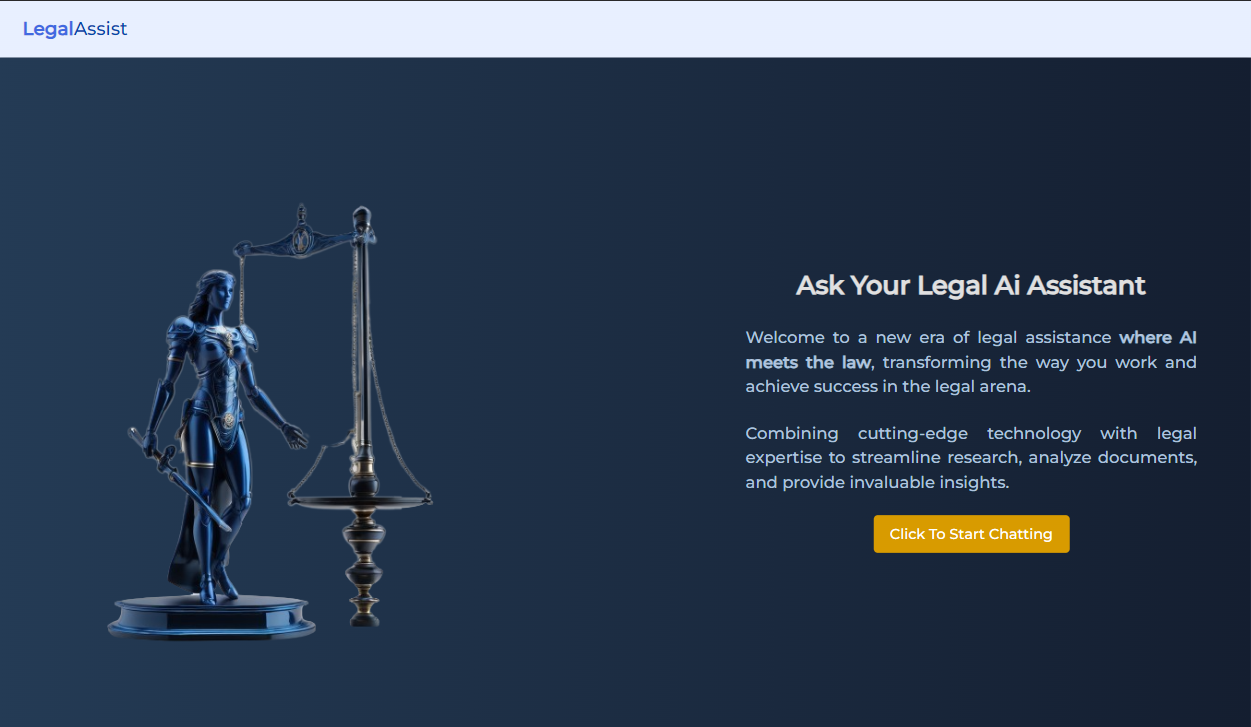 LegalAssist
Ask Your Legal Ai Assistant
Welcome to a new era of legal assistance where AI
meets the law, transforming the way you work and
achieve success in the legal arena.
Combining cutting-edge technology with legal
expertise to streamline research, analyze documents,
and provide invaluable insights.
Click To Start Chatting